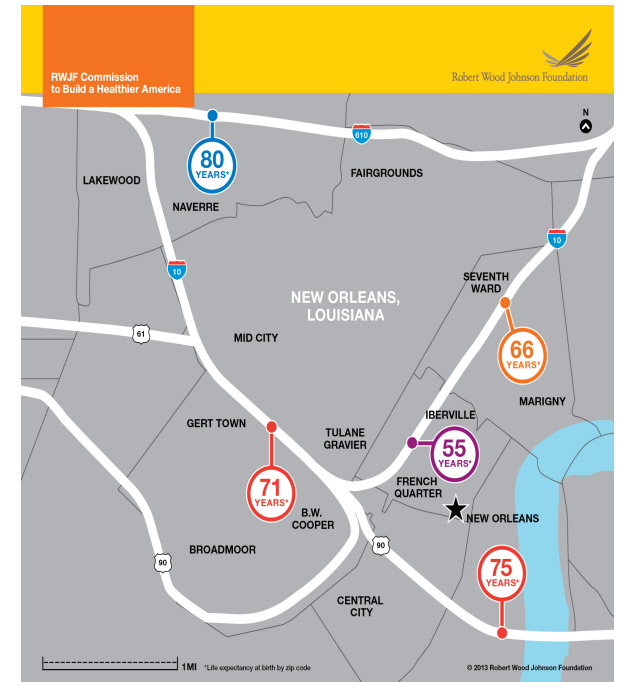 RWJF Commission
to Build a Healthier America
Robert Wood Johnson Foundation
N
610
80
YEARS*
LAKEWOOD
FAIRGROUNDS
NAVERRE
10
10
SEVENTH
WARD
NEW ORLEANS,
LOUISIANA
61
MID CITY
66
YEARS*
MARIGNY
IBERVILLE
GERT TOWN
TULANE
GRAVIER
55
YEARS*
71
YEARS*
FRENCH
QUARTER
B.W.
COOPER
NEW ORLEANS
90
BROADMOOR
90
75
YEARS*
CENTRAL
CITY
1MI
*Life expectancy at birth by zip code
© 2013 Robert Wood Johnson Foundation